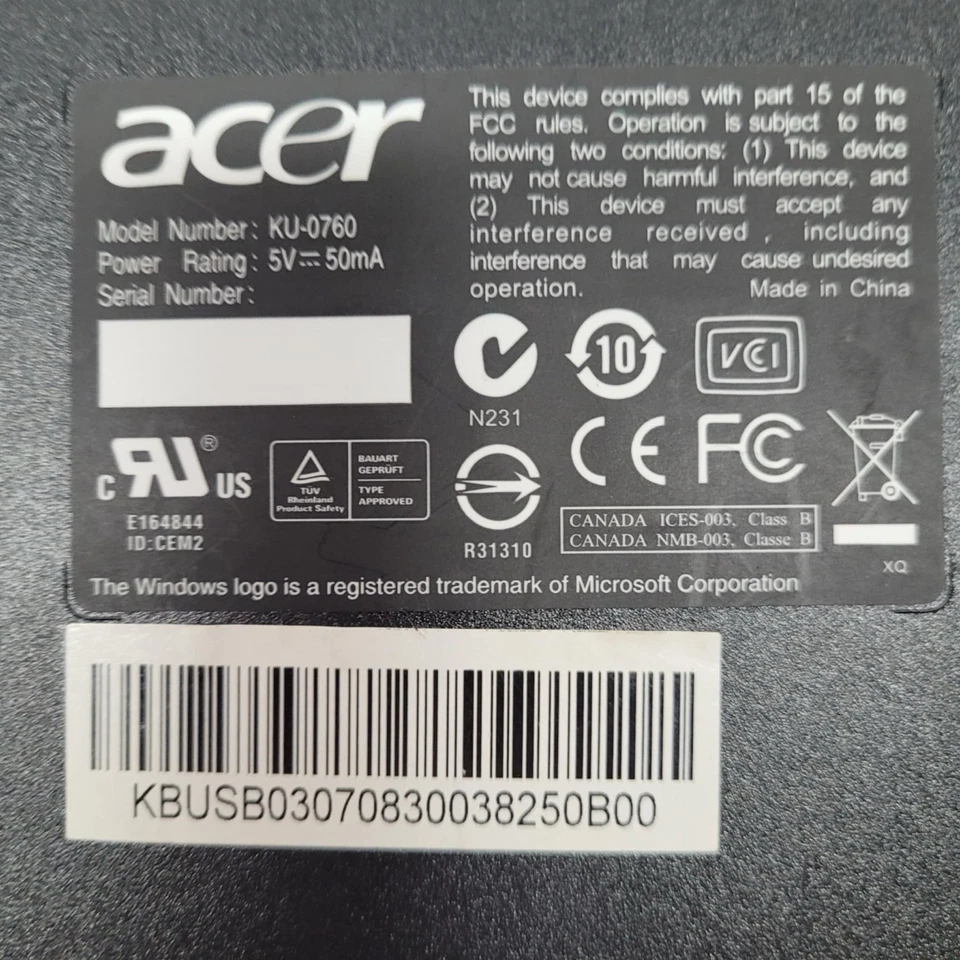 acer
Model Number: KU-0760
Power Rating: 5V⎓50mA
Serial Number:
This device complies with part 15 of the
FCC rules. Operation is subject to the
following two conditions: (1) This device
may not cause harmful interference, and
(2) This device must accept any
interference received , including
interference that may cause undesired
operation. Made in China
N231
10
VCCI
c RU ® US
E164844
ID:CEM2
TÜV
Rheinland
Product Safety
BAUART
GEPRÜFT
TYPE
APPROVED
R31310
CE FC
CANADA ICES-003, Class B
CANADA NMB-003, Classe B
XQ
The Windows logo is a registered trademark of Microsoft Corporation
KBUSB03070830038250B00